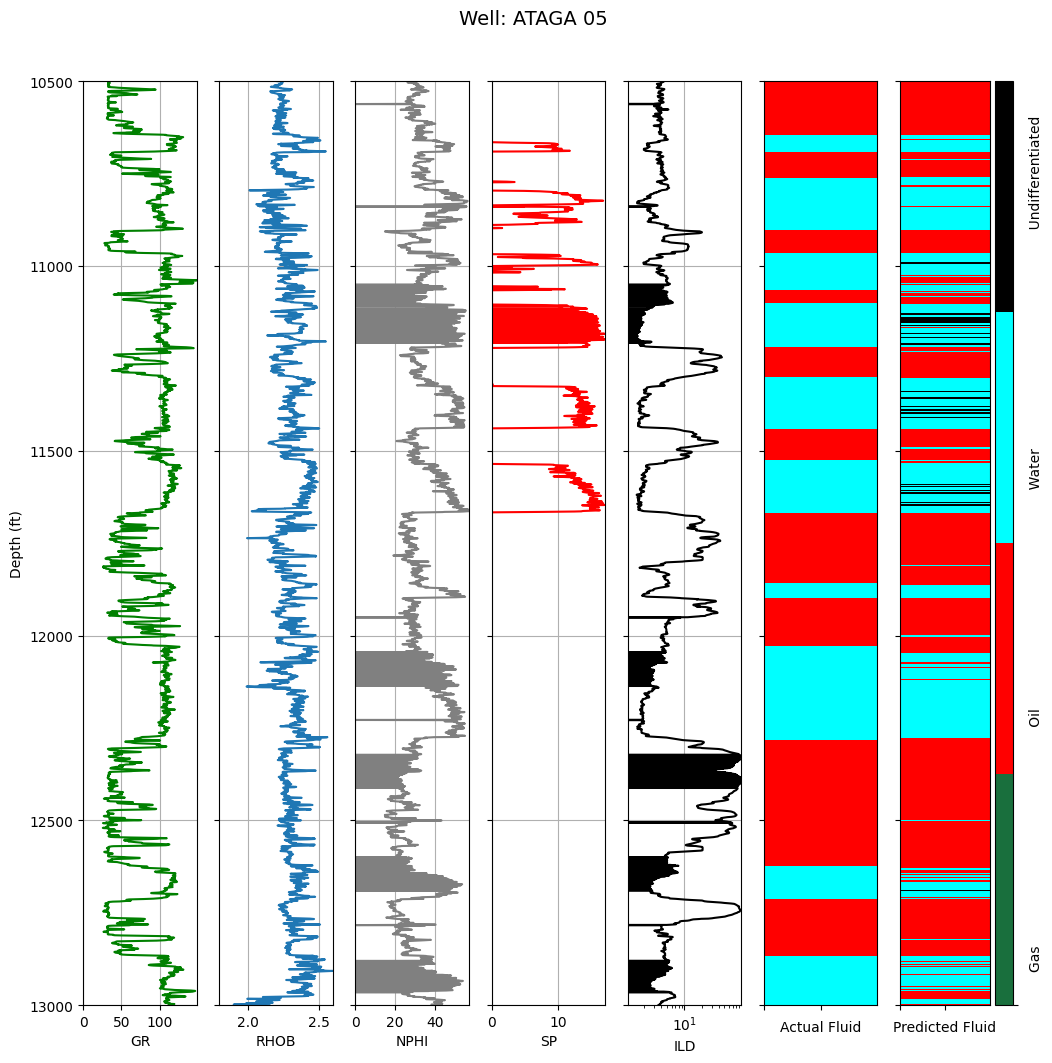 Well: ATAGA 05
Depth (ft)
10500
11000
11500
12000
12500
13000
0 50 100
GR
2.0 2.5
RHOB
0 20 40
NPHI
0 10
SP
10¹
ILD
Actual Fluid
Predicted Fluid
Undifferentiated
Water
Oil
Gas